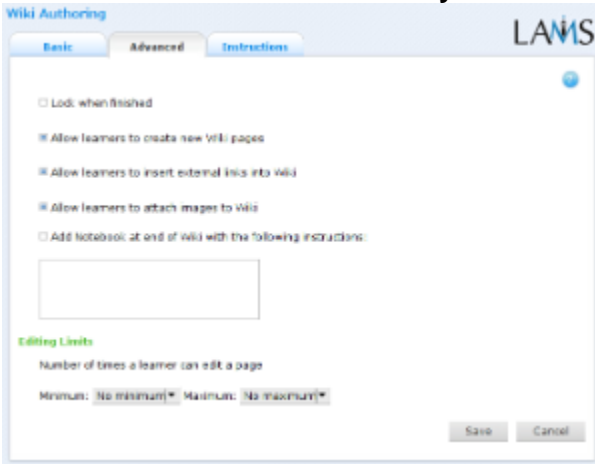 Wiki Authoring
LAMS
Basic Advanced Instructions
Lock when finished
Allow learners to create new Wiki pages
Allow learners to insert external links into Wiki
Allow learners to attach images to Wiki
Add Notebook at end of Wiki with the following instructions:
Editing Limits
Number of times a learner can edit a page
Minimum: No minimum Maximum: No maximum
Save Cancel